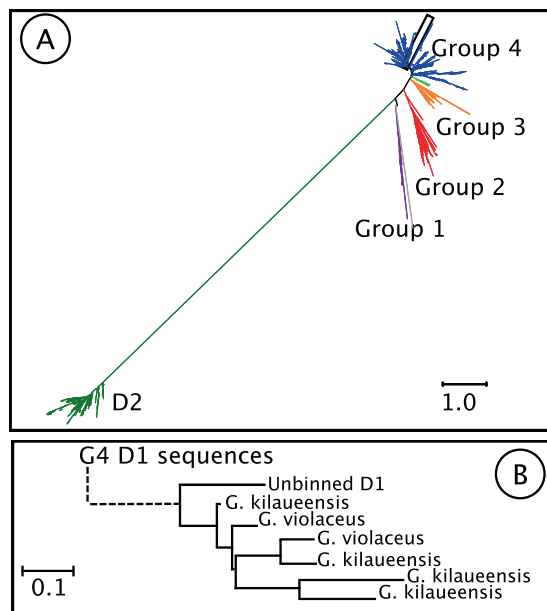 A
Group 4
Group 3
Group 2
Group 1
D2
1.0
G4 D1 sequences
B
Unbinned D1
G. kilaueensis
G. violaceus
G. violaceus
G. kilaueensis
G. kilaueensis
G. kilaueensis
0.1